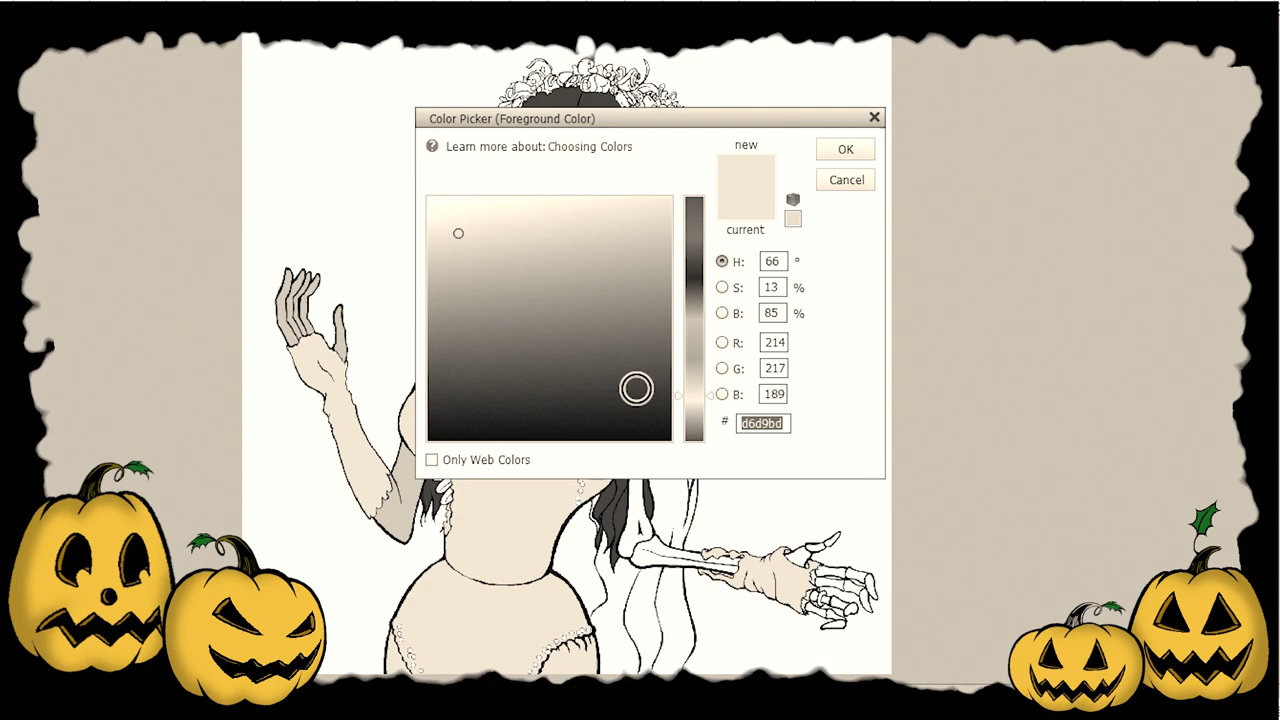 Color Picker (Foreground Color)
Learn more about: Choosing Colors
new
OK
Cancel
current
H: 66 °
S: 13 %
B: 85 %
R: 214
G: 217
B: 189
# d6d9bd
Only Web Colors